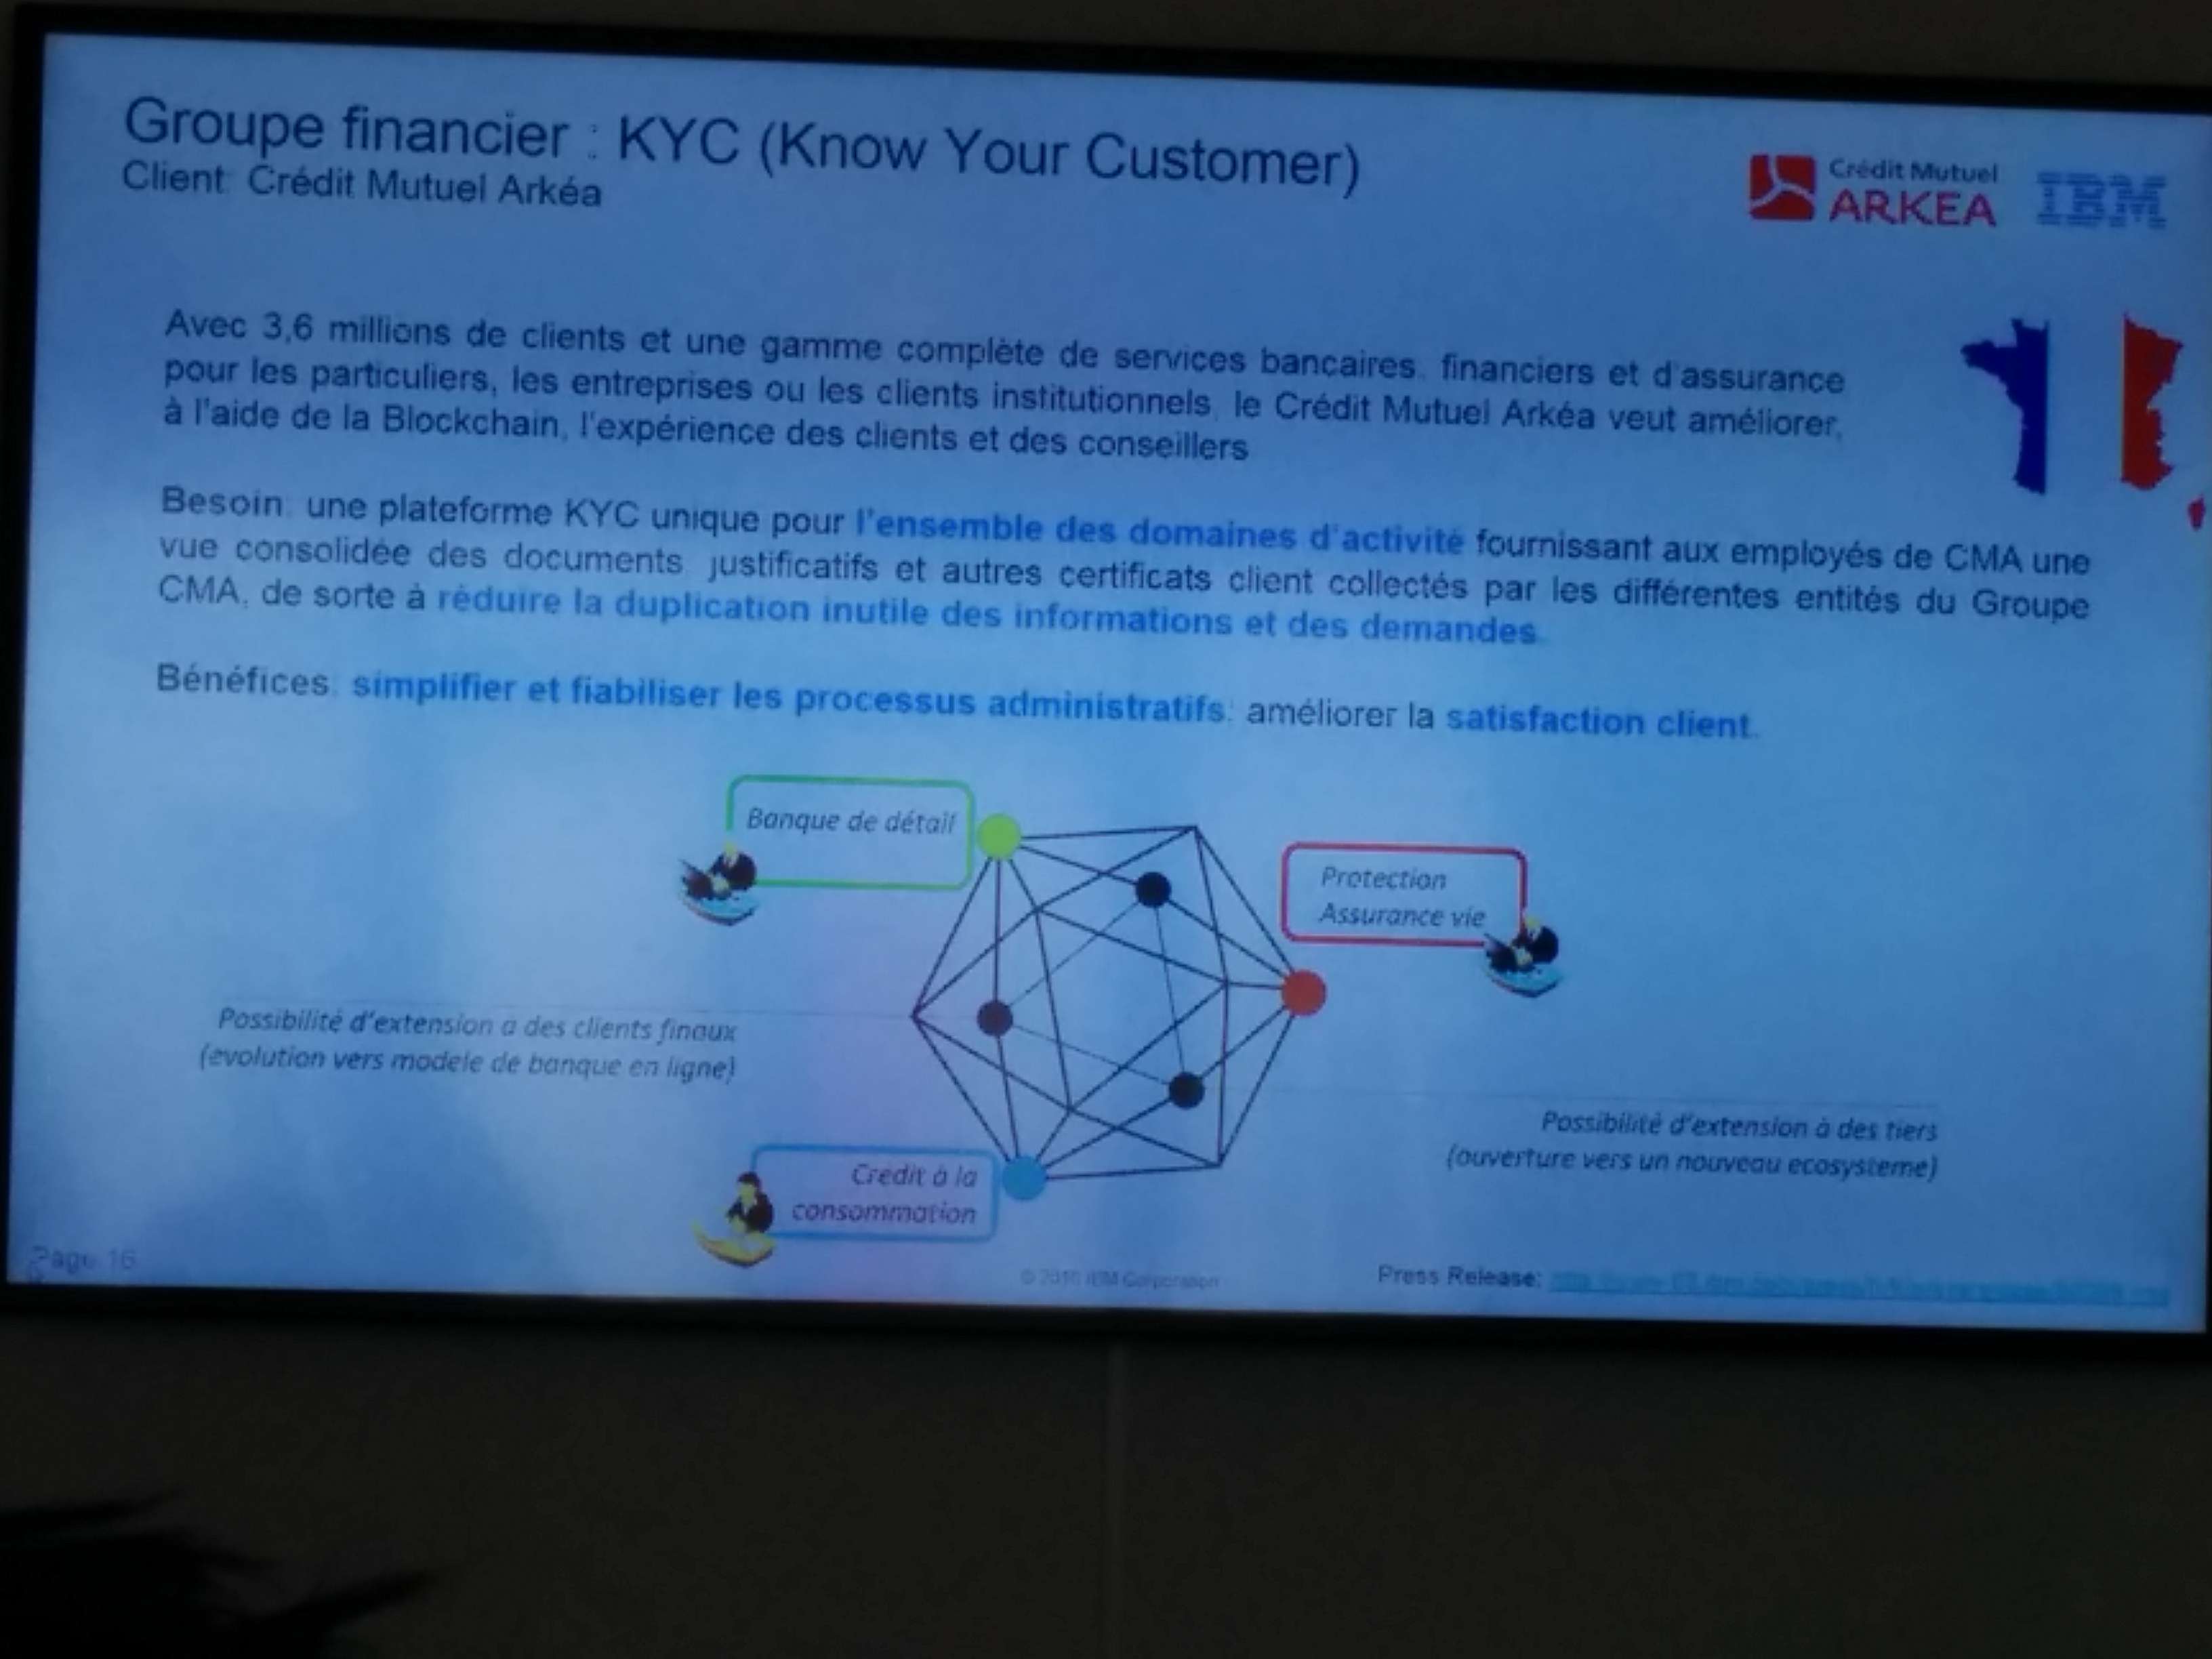 Groupe financier : KYC (Know Your Customer)
Client: Crédit Mutuel Arkéa
Crédit Mutuel
ARKEA
IBM
Avec 3,6 millions de clients et une gamme complète de services bancaires, financiers et d'assurance
pour les particuliers, les entreprises ou les clients institutionnels, le Crédit Mutuel Arkéa veut améliorer,
à l'aide de la Blockchain, l'expérience des clients et des conseillers
Besoin: une plateforme KYC unique pour l'ensemble des domaines d'activité fournissant aux employés de CMA une
vue consolidée des documents, justificatifs et autres certificats client collectés par les différentes entités du Groupe
CMA, de sorte à réduire la duplication inutile des informations et des demandes.
Bénéfices: simplifier et fiabiliser les processus administratifs; améliorer la satisfaction client.
Banque de détail
Protection
Assurance vie
Possibilité d'extension a des clients finaux
(evolution vers modele de banque en ligne)
Possibilité d'extension à des tiers
(ouverture vers un nouveau ecosysteme)
Crédit à la
consommation
Page 16
© IBM Corporation
Press Release: